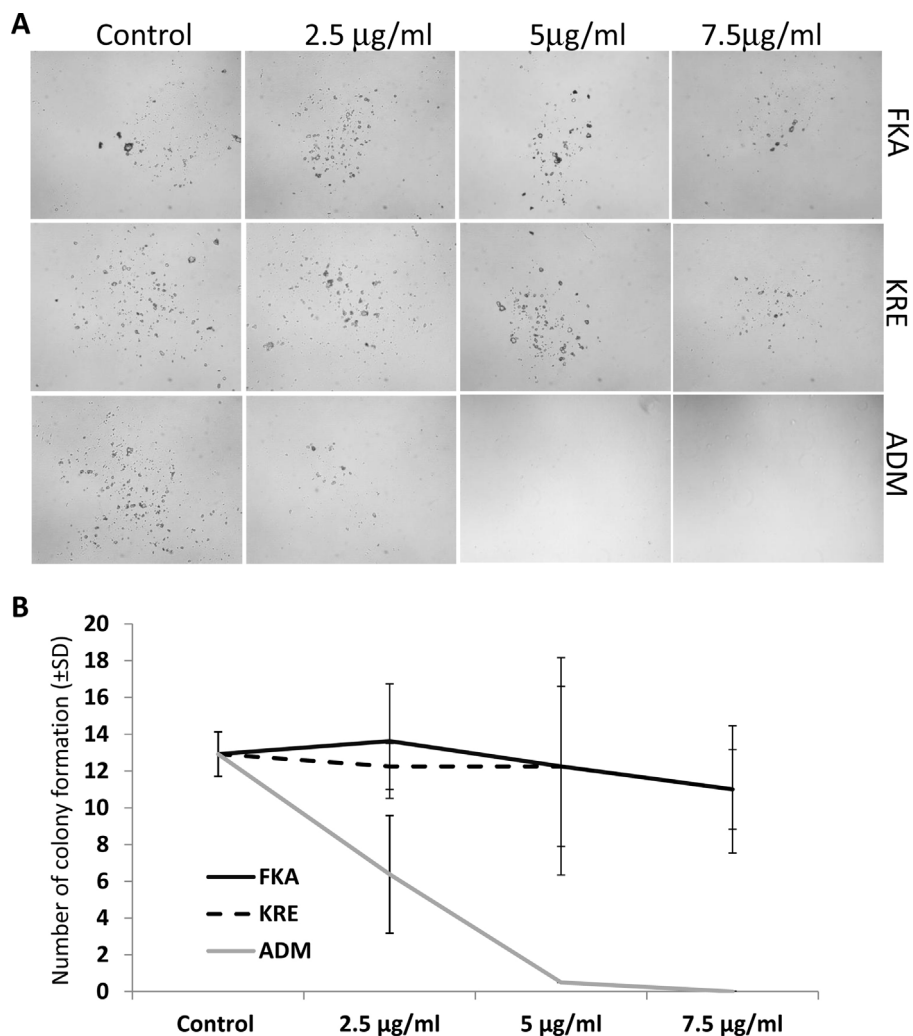 A
Control 2.5 µg/ml 5µg/ml 7.5µg/ml
FKA
KRE
ADM
B
Number of colony formation (±SD)
20
18
16
14
12
10
8
6
4
2
0
FKA
KRE
ADM
Control 2.5 µg/ml 5 µg/ml 7.5 µg/ml